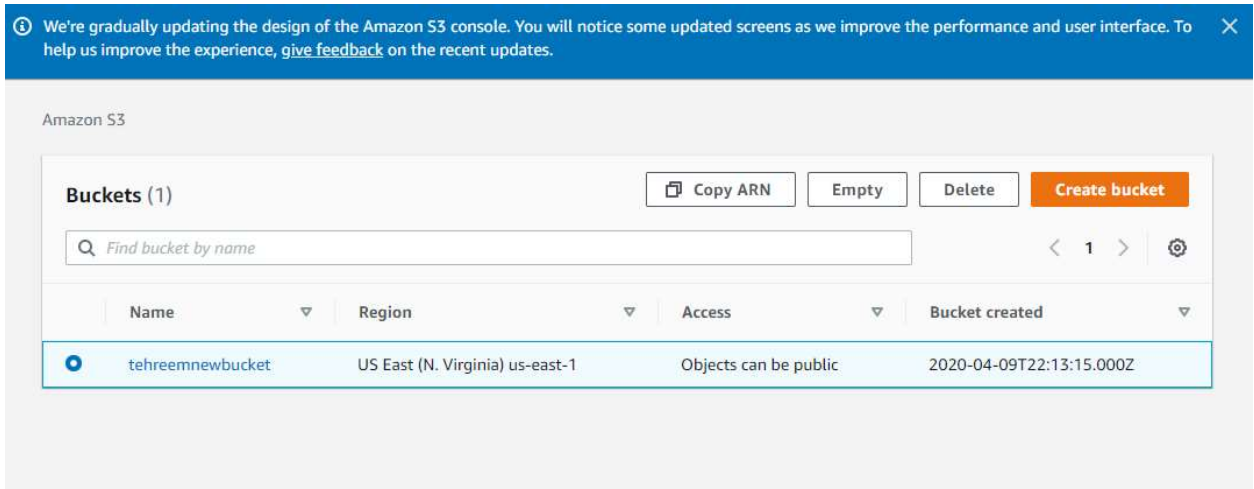 We're gradually updating the design of the Amazon S3 console. You will notice some updated screens as we improve the performance and user interface. To
help us improve the experience, give feedback on the recent updates.
Amazon S3
Buckets (1)
Copy ARN
Empty
Delete
Create bucket
Find bucket by name
1
Name
Region
Access
Bucket created
tehreemnewbucket
US East (N. Virginia) us-east-1
Objects can be public
2020-04-09T22:13:15.000Z